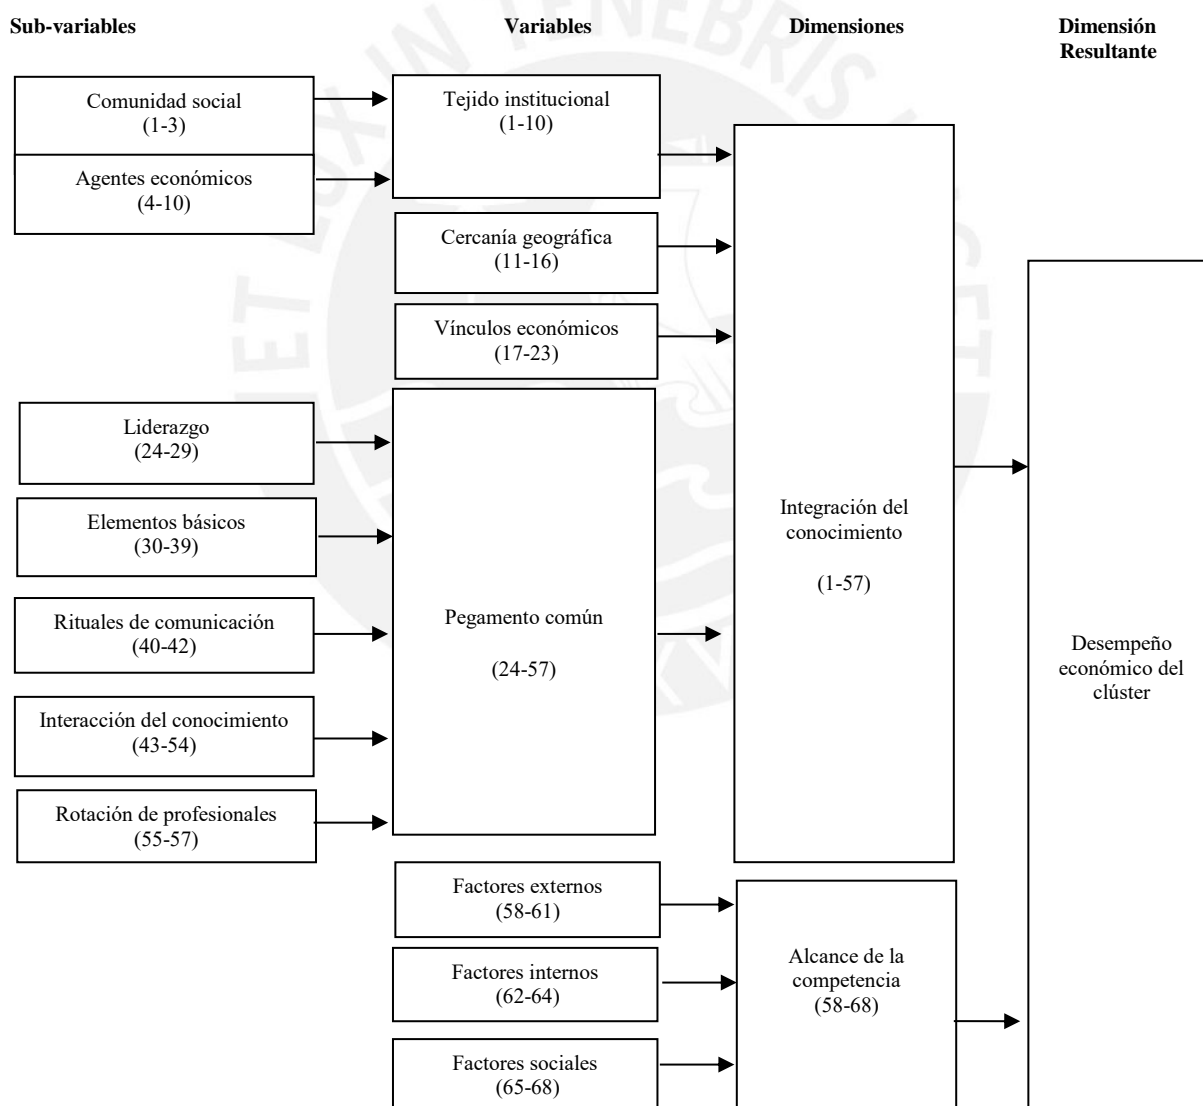 Sub-variables
Variables
Dimensiones
Dimensión
Resultante
Comunidad social
(1-3)
Agentes económicos
(4-10)
Tejido institucional
(1-10)
Cercanía geográfica
(11-16)
Vínculos económicos
(17-23)
Liderazgo
(24-29)
Elementos básicos
(30-39)
Rituales de comunicación
(40-42)
Interacción del conocimiento
(43-54)
Rotación de profesionales
(55-57)
Pegamento común
(24-57)
Factores externos
(58-61)
Factores internos
(62-64)
Factores sociales
(65-68)
Integración del
conocimiento
(1-57)
Alcance de la
competencia
(58-68)
Desempeño
económico del
clúster
ET LUX IN TENEBRIS